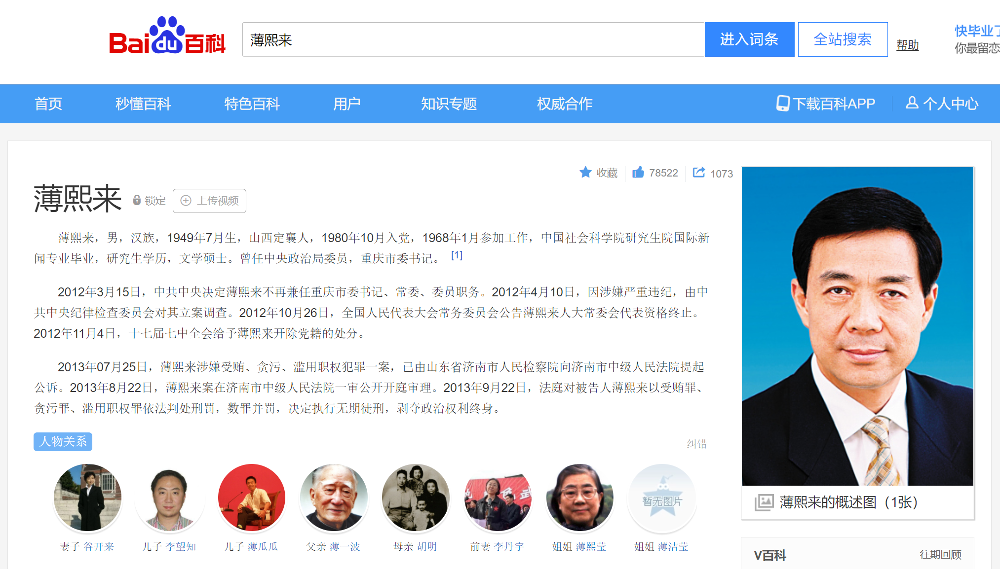 Baidu百科
薄熙来
进入词条
全站搜索
帮助
快毕业了
你最留恋
首页 秒懂百科 特色百科 用户 知识专题 权威合作 下载百科APP 个人中心
收藏 78522 1073
薄熙来 锁定 上传视频
薄熙来，男，汉族，1949年7月生，山西定襄人，1980年10月入党，1968年1月参加工作，中国社会科学院研究生院国际新
闻专业毕业，研究生学历，文学硕士。曾任中央政治局委员，重庆市委书记。 [1]
2012年3月15日，中共中央决定薄熙来不再兼任重庆市委书记、常委、委员职务。2012年4月10日，因涉嫌严重违纪，由中
共中央纪律检查委员会对其立案调查。2012年10月26日，全国人民代表大会常务委员会公告薄熙来人大常委会代表资格终止。
2012年11月4日，十七届七中全会给予薄熙来开除党籍的处分。
2013年07月25日，薄熙来涉嫌受贿、贪污、滥用职权犯罪一案，已由山东省济南市人民检察院向济南市中级人民法院提起
公诉。2013年8月22日，薄熙来案在济南市中级人民法院一审公开开庭审理。2013年9月22日，法庭对被告人薄熙来以受贿罪、
贪污罪、滥用职权罪依法判处刑罚，数罪并罚，决定执行无期徒刑，剥夺政治权利终身。
人物关系
纠错
暂无图片
妻子 谷开来 儿子 李望知 儿子 薄瓜瓜 父亲 薄一波 母亲 胡明 前妻 李丹宇 姐姐 薄熙莹 姐姐 薄洁莹
薄熙来的概述图（1张）
V百科 往期回顾